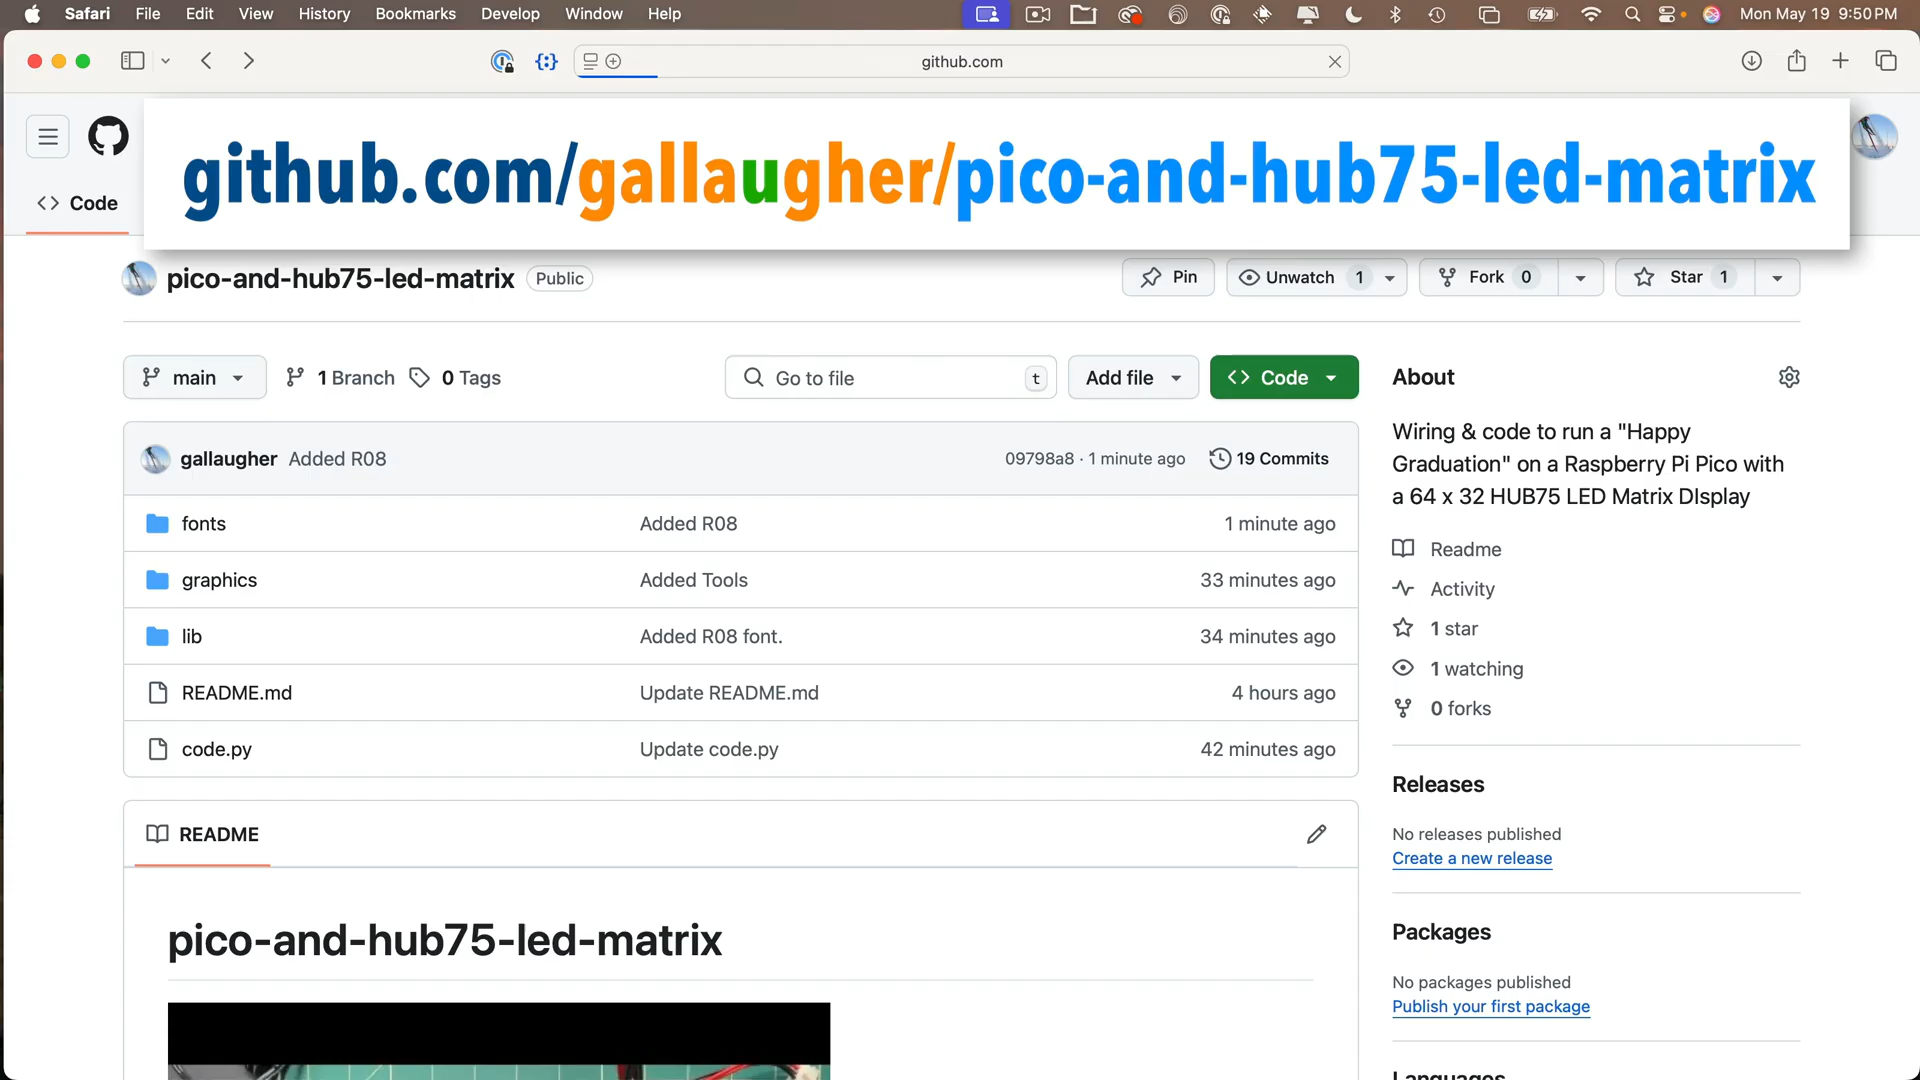 Safari File Edit View History Bookmarks Develop Window Help Mon May 19 9:50 PM
github.com
github.com/gallaugher/pico-and-hub75-led-matrix
Code
pico-and-hub75-led-matrix Public Pin Unwatch 1 Fork 0 Star 1
main 1 Branch 0 Tags Go to file t Add file Code
About
Wiring & code to run a "Happy
Graduation" on a Raspberry Pi Pico with
a 64 x 32 HUB75 LED Matrix DIsplay
gallaugher Added R08 09798a8 · 1 minute ago 19 Commits
fonts Added R08 1 minute ago
graphics Added Tools 33 minutes ago
lib Added R08 font. 34 minutes ago
README.md Update README.md 4 hours ago
code.py Update code.py 42 minutes ago
Readme
Activity
1 star
1 watching
0 forks
Releases
No releases published
Create a new release
Packages
No packages published
Publish your first package
Languages
README
pico-and-hub75-led-matrix